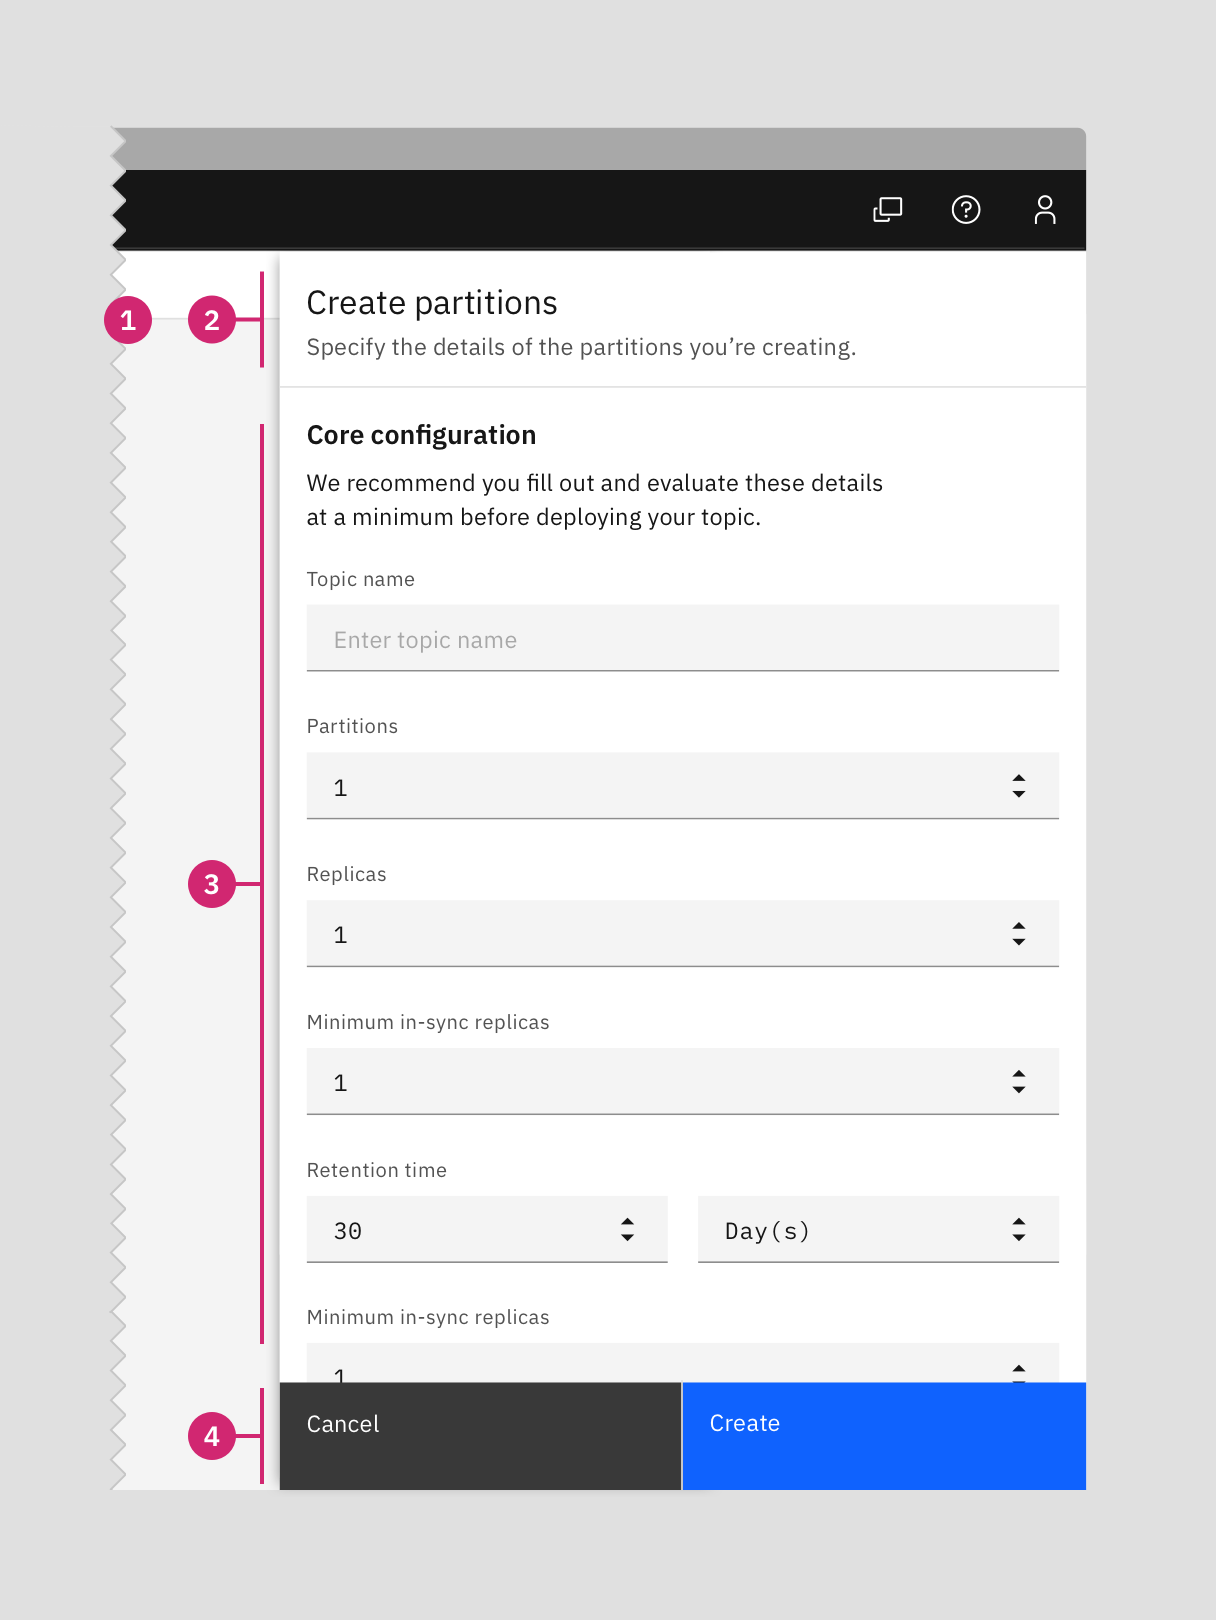 1
2
Create partitions
Specify the details of the partitions you’re creating.
Core configuration
We recommend you fill out and evaluate these details
at a minimum before deploying your topic.
Topic name
Enter topic name
Partitions
1
Replicas
3
1
Minimum in-sync replicas
1
Retention time
30
Day(s)
Minimum in-sync replicas
1
4
Cancel
Create